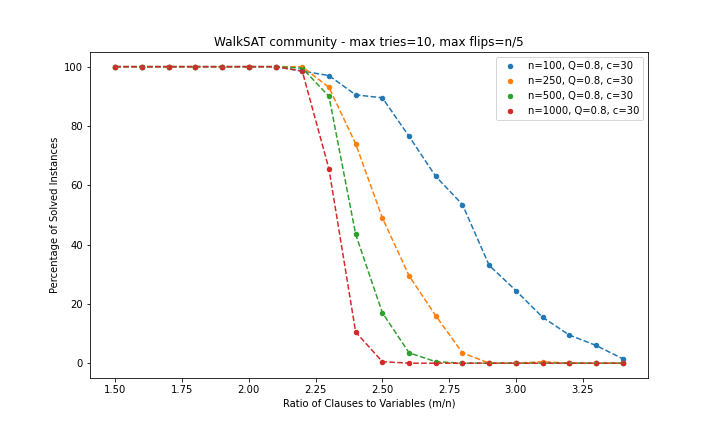 WalkSAT community - max tries=10, max flips=n/5
n=100, Q=0.8, c=30
n=250, Q=0.8, c=30
n=500, Q=0.8, c=30
n=1000, Q=0.8, c=30
Percentage of Solved Instances
100
80
60
40
20
0
1.50
1.75
2.00
2.25
2.50
2.75
3.00
3.25
Ratio of Clauses to Variables (m/n)